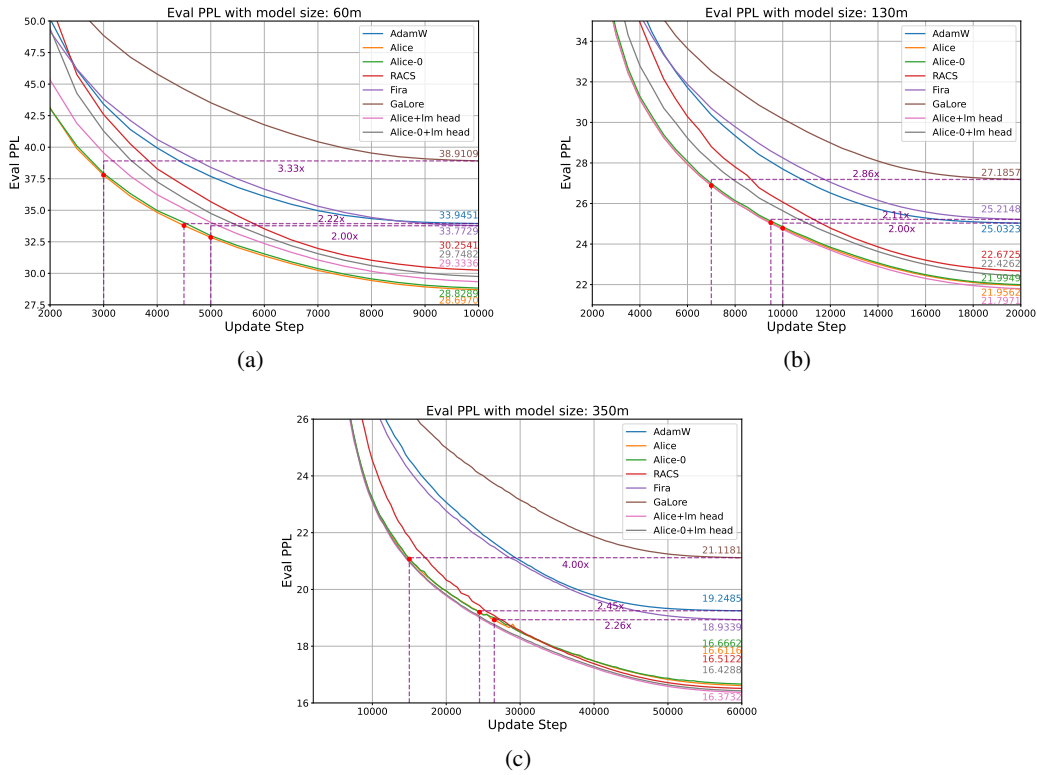 Eval PPL with model size: 60m
50.0
47.5
45.0
42.5
40.0
37.5
35.0
32.5
30.0
27.5
Eval PPL
AdamW
Alice
Alice-0
RACS
Fira
GaLore
Alice+lm head
Alice-0+lm head
38.9109
3.33x
2.22x
33.9451
2.00x
33.7729
30.2541
29.7482
29.3336
28.8289
28.6970
2000
3000
4000
5000
6000
7000
8000
9000
10000
Update Step
(a)
Eval PPL with model size: 130m
34
32
30
28
26
24
22
Eval PPL
AdamW
Alice
Alice-0
RACS
Fira
GaLore
Alice+lm head
Alice-0+lm head
2.86x
27.1857
2.11x
25.2148
2.00x
25.0323
22.6725
22.4262
21.9949
21.9562
21.7971
2000
4000
6000
8000
10000
12000
14000
16000
18000
20000
Update Step
(b)
Eval PPL with model size: 350m
26
24
22
20
18
16
Eval PPL
AdamW
Alice
Alice-0
RACS
Fira
GaLore
Alice+lm head
Alice-0+lm head
21.1181
4.00x
19.2485
2.45x
2.26x
18.9339
16.6662
16.6116
16.5122
16.4288
16.3732
10000
20000
30000
40000
50000
60000
Update Step
(c)